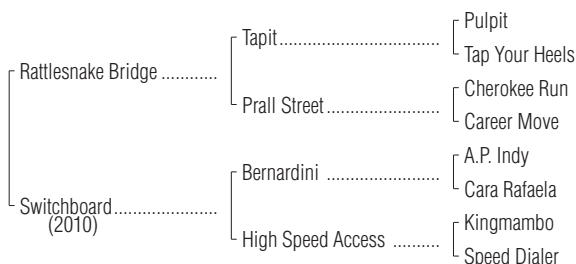 Pulpit
Tapit
Tap Your Heels
Rattlesnake Bridge
Cherokee Run
Prall Street
Career Move
A.P. Indy
Bernardini
Cara Rafaela
Switchboard
(2010)
Kingmambo
High Speed Access
Speed Dialer